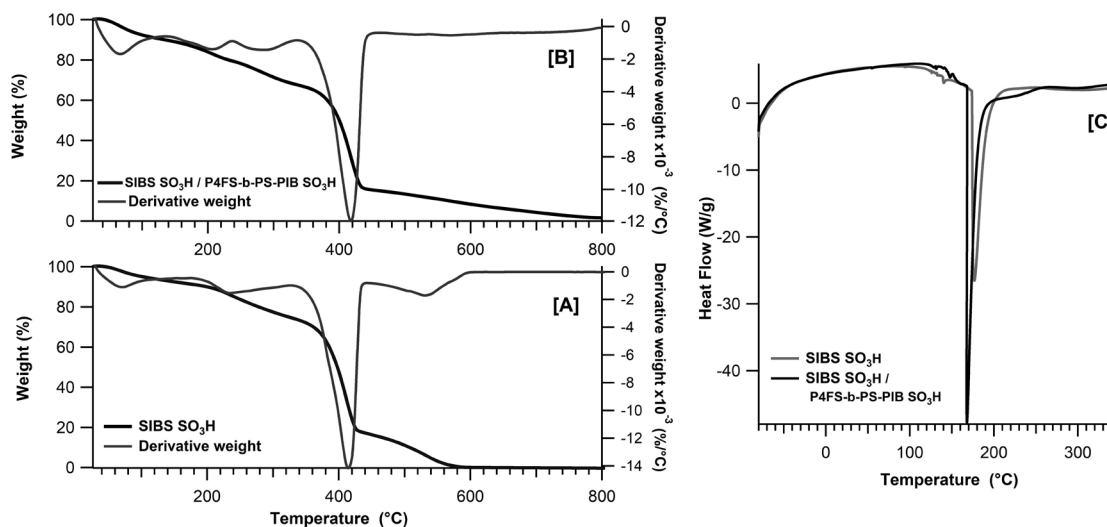 100
80
60
40
20
0
Weight (%)
[B]
SIBS SO₃H / P4FS-b-PS-PIB SO₃H
Derivative weight
0
-2
-4
-6
-8
-10
-12
Derivative weight x10⁻³ (%/°C)
200
400
600
800
100
80
60
40
20
0
Weight (%)
[A]
SIBS SO₃H
Derivative weight
0
-2
-4
-6
-8
-10
-12
-14
Derivative weight x10⁻³ (%/°C)
200
400
600
800
Temperature (°C)
[C
0
-10
-20
-30
-40
Heat Flow (W/g)
SIBS SO₃H
SIBS SO₃H /
P4FS-b-PS-PIB SO₃H
0
100
200
300
Temperature (°C)